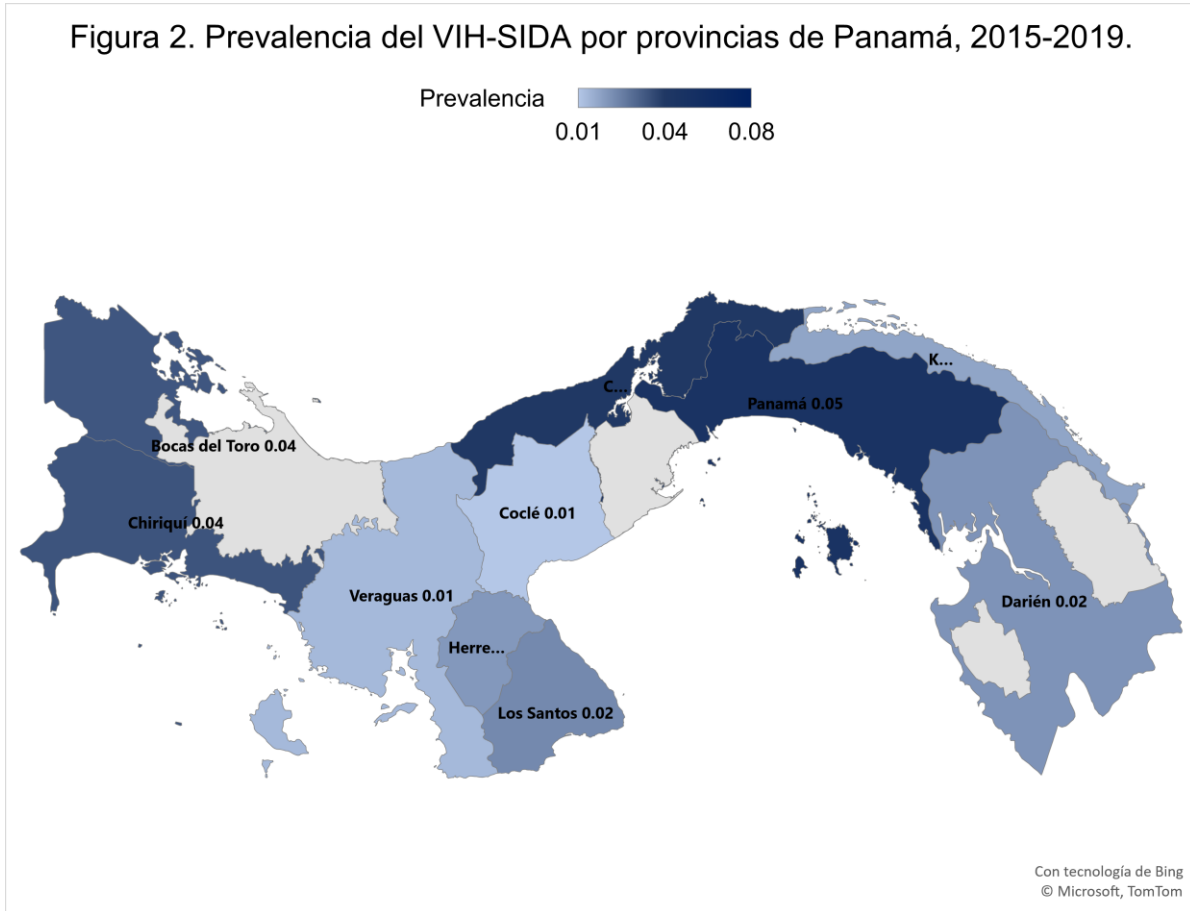 Figura 2. Prevalencia del VIH-SIDA por provincias de Panamá, 2015-2019.
Prevalencia
0.01 0.04 0.08
C...
K...
Panamá 0.05
Bocas del Toro 0.04
Chiriquí 0.04
Coclé 0.01
Veraguas 0.01
Darién 0.02
Herre...
Los Santos 0.02
Con tecnología de Bing
© Microsoft, TomTom